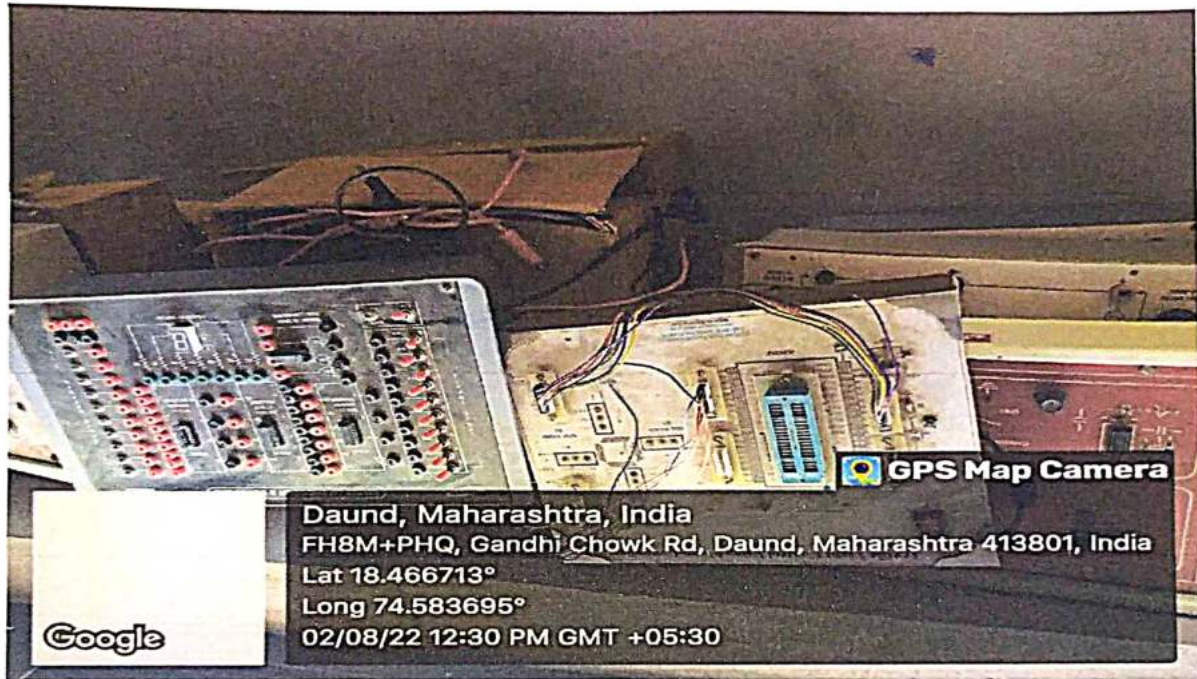 GPS Map Camera
Daund, Maharashtra, India
FH8M+PHQ, Gandhi Chowk Rd, Daund, Maharashtra 413801, India
Lat 18.466713°
Long 74.583695°
02/08/22 12:30 PM GMT +05:30
Google